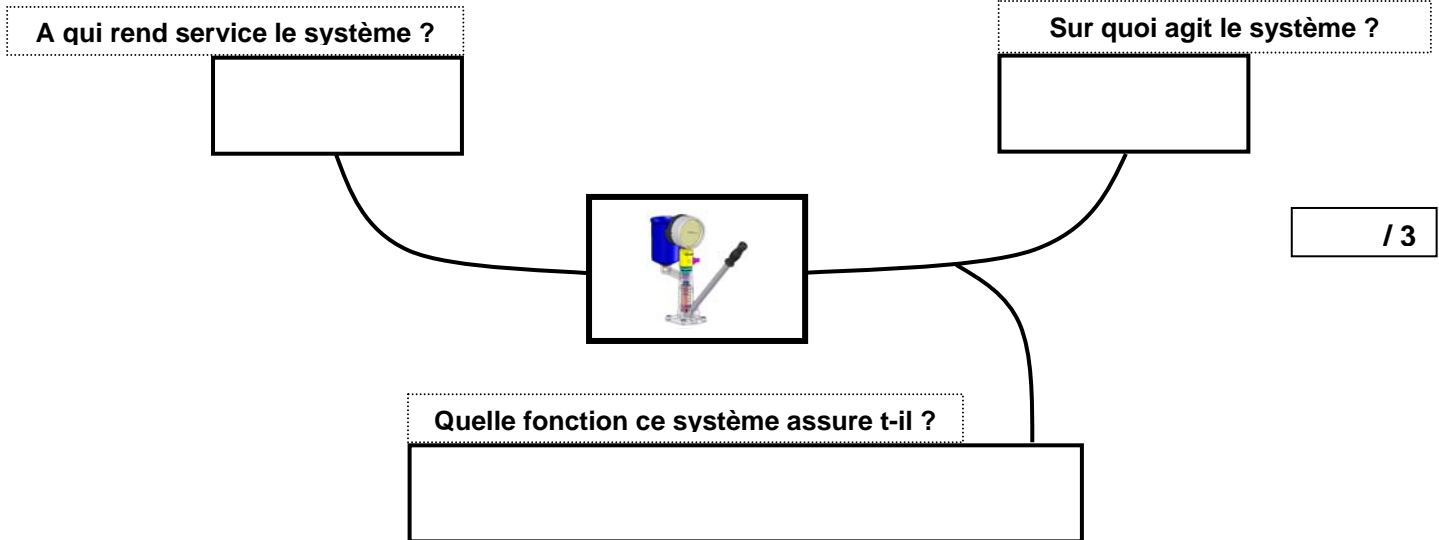 A qui rend service le système ?
Sur quoi agit le système ?
/ 3
Quelle fonction ce système assure t-il ?